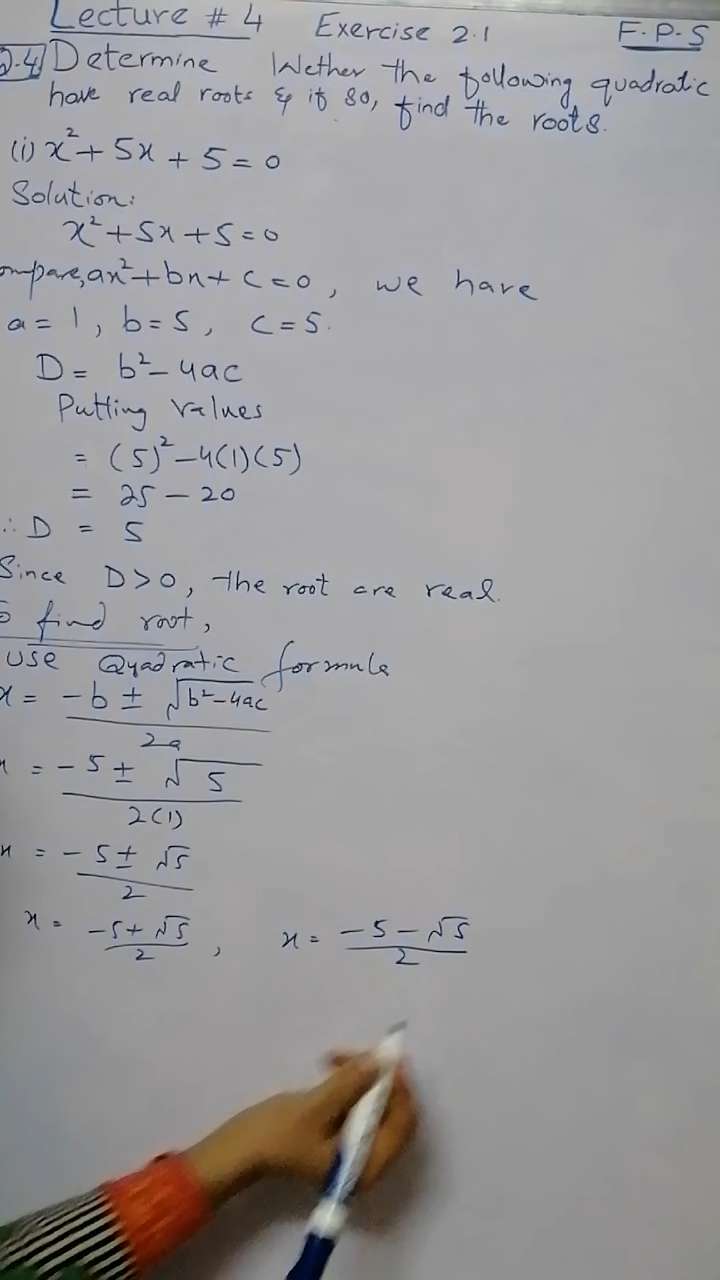 Lecture # 4 Exercise 2.1 F.P.S
Q.4 Determine Wether the following quadratic
have real roots & if so, find the roots.
(i) x² + 5x + 5 = 0
Solution:
x² + 5x + 5 = 0
ompare, ax² + bx + c = 0, we have
a = 1, b = 5, c = 5.
D = b² - 4ac
Putting Values
= (5)² - 4(1)(5)
= 25 - 20
∴ D = 5
Since D > 0, the root are real.
o find root,
use Quadratic formula
x = -b ± √b²-4ac / 2a
x = -5 ± √5 / 2(1)
x = -5 ± √5 / 2
x = -5+√5 / 2 , x = -5-√5 / 2